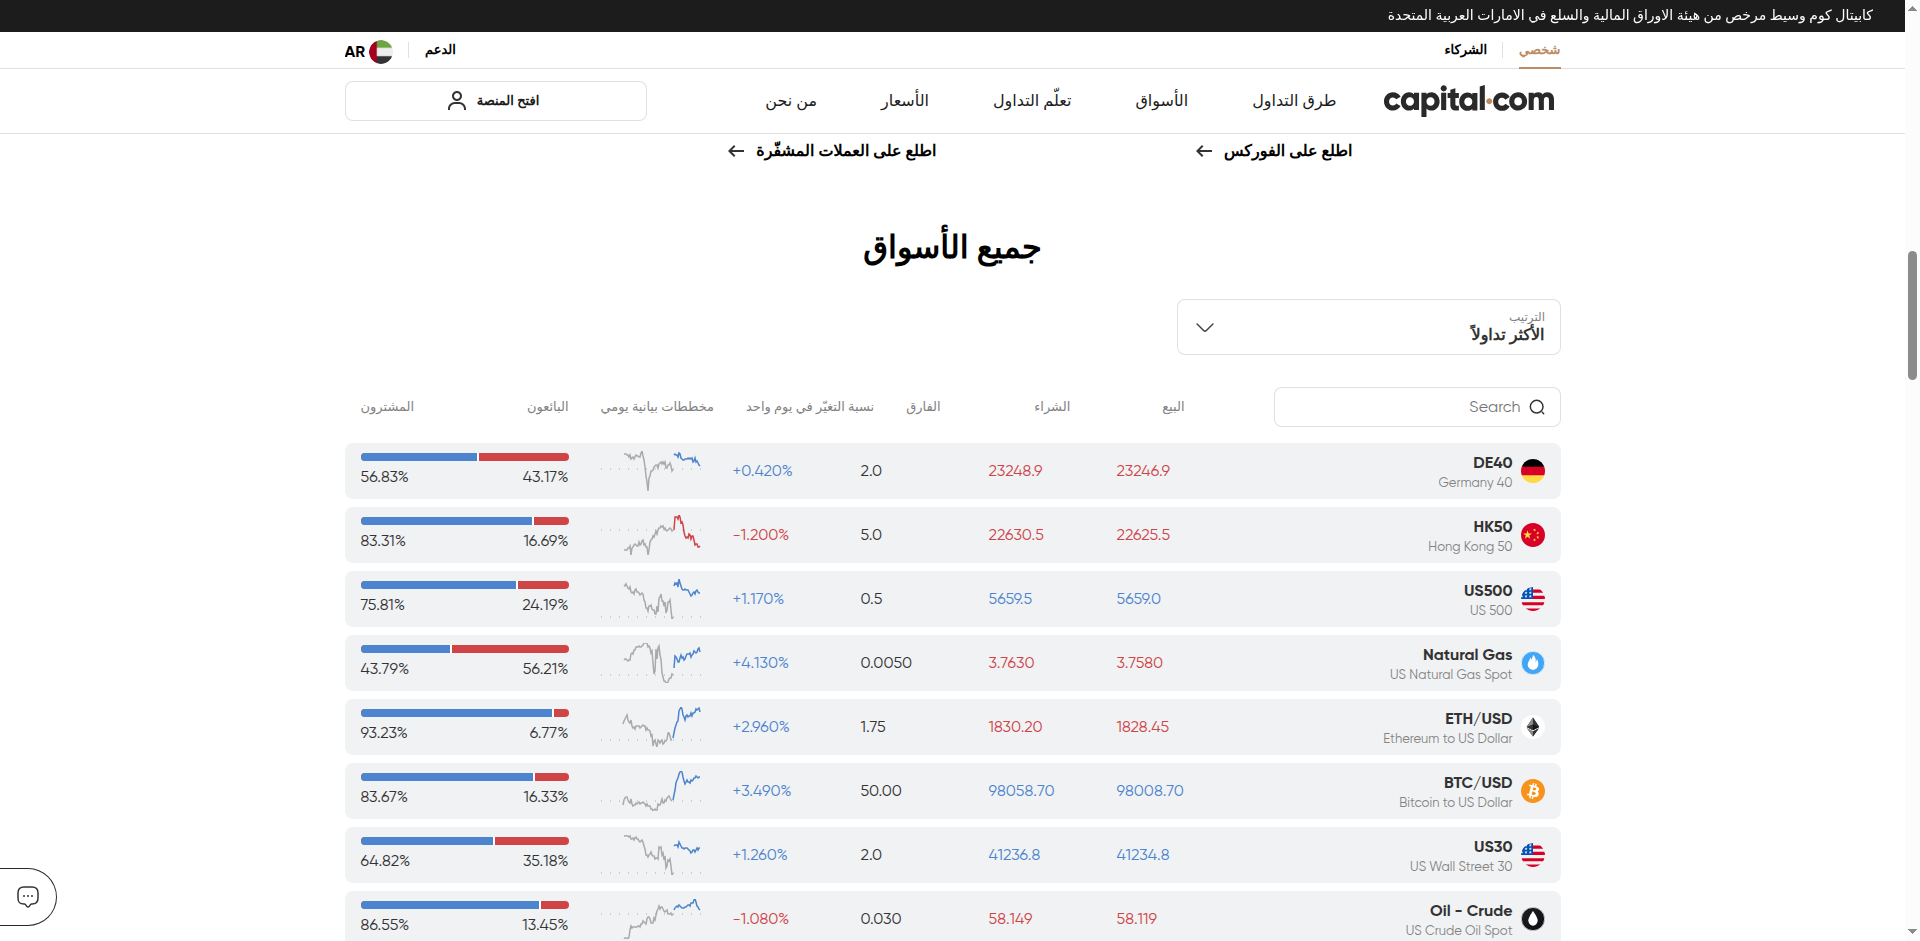 كابيتال كوم وسيط مرخص من هيئة الاوراق المالية والسلع في الامارات العربية المتحدة
شخصي
الشركاء
الدعم
AR
capital.com
طرق التداول
الأسواق
تعلّم التداول
الأسعار
من نحن
افتح المنصة
اطلع على الفوركس
اطلع على العملات المشفّرة
جميع الأسواق
الترتيب
الأكثر تداولاً
Search
البيع
الشراء
الفارق
نسبة التغيّر في يوم واحد
مخططات بيانية يومي
البائعون
المشترون
DE40
Germany 40
23246.9
23248.9
2.0
+0.420%
43.17%
56.83%
HK50
Hong Kong 50
22625.5
22630.5
5.0
-1.200%
16.69%
83.31%
US500
US 500
5659.0
5659.5
0.5
+1.170%
24.19%
75.81%
Natural Gas
US Natural Gas Spot
3.7580
3.7630
0.0050
+4.130%
56.21%
43.79%
ETH/USD
Ethereum to US Dollar
1828.45
1830.20
1.75
+2.960%
6.77%
93.23%
BTC/USD
Bitcoin to US Dollar
98008.70
98058.70
50.00
+3.490%
16.33%
83.67%
US30
US Wall Street 30
41234.8
41236.8
2.0
+1.260%
35.18%
64.82%
Oil - Crude
US Crude Oil Spot
58.119
58.149
0.030
-1.080%
13.45%
86.55%